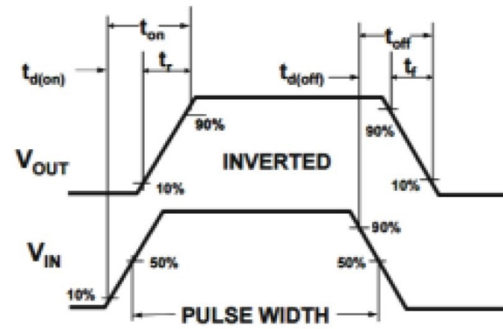 ton toff
td(on) tr td(off) tf
90% 90%
VOUT INVERTED
10% 10%
90%
VIN 50% 50%
10%
PULSE WIDTH